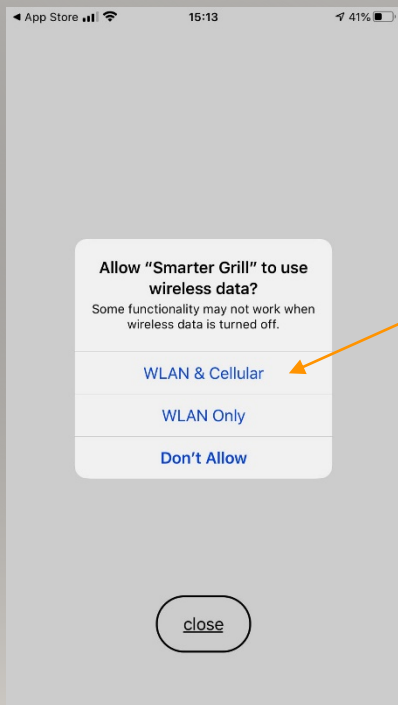 ◀ App Store 15:13 41%
Allow “Smarter Grill” to use
wireless data?
Some functionality may not work when
wireless data is turned off.
WLAN & Cellular
WLAN Only
Don’t Allow
close